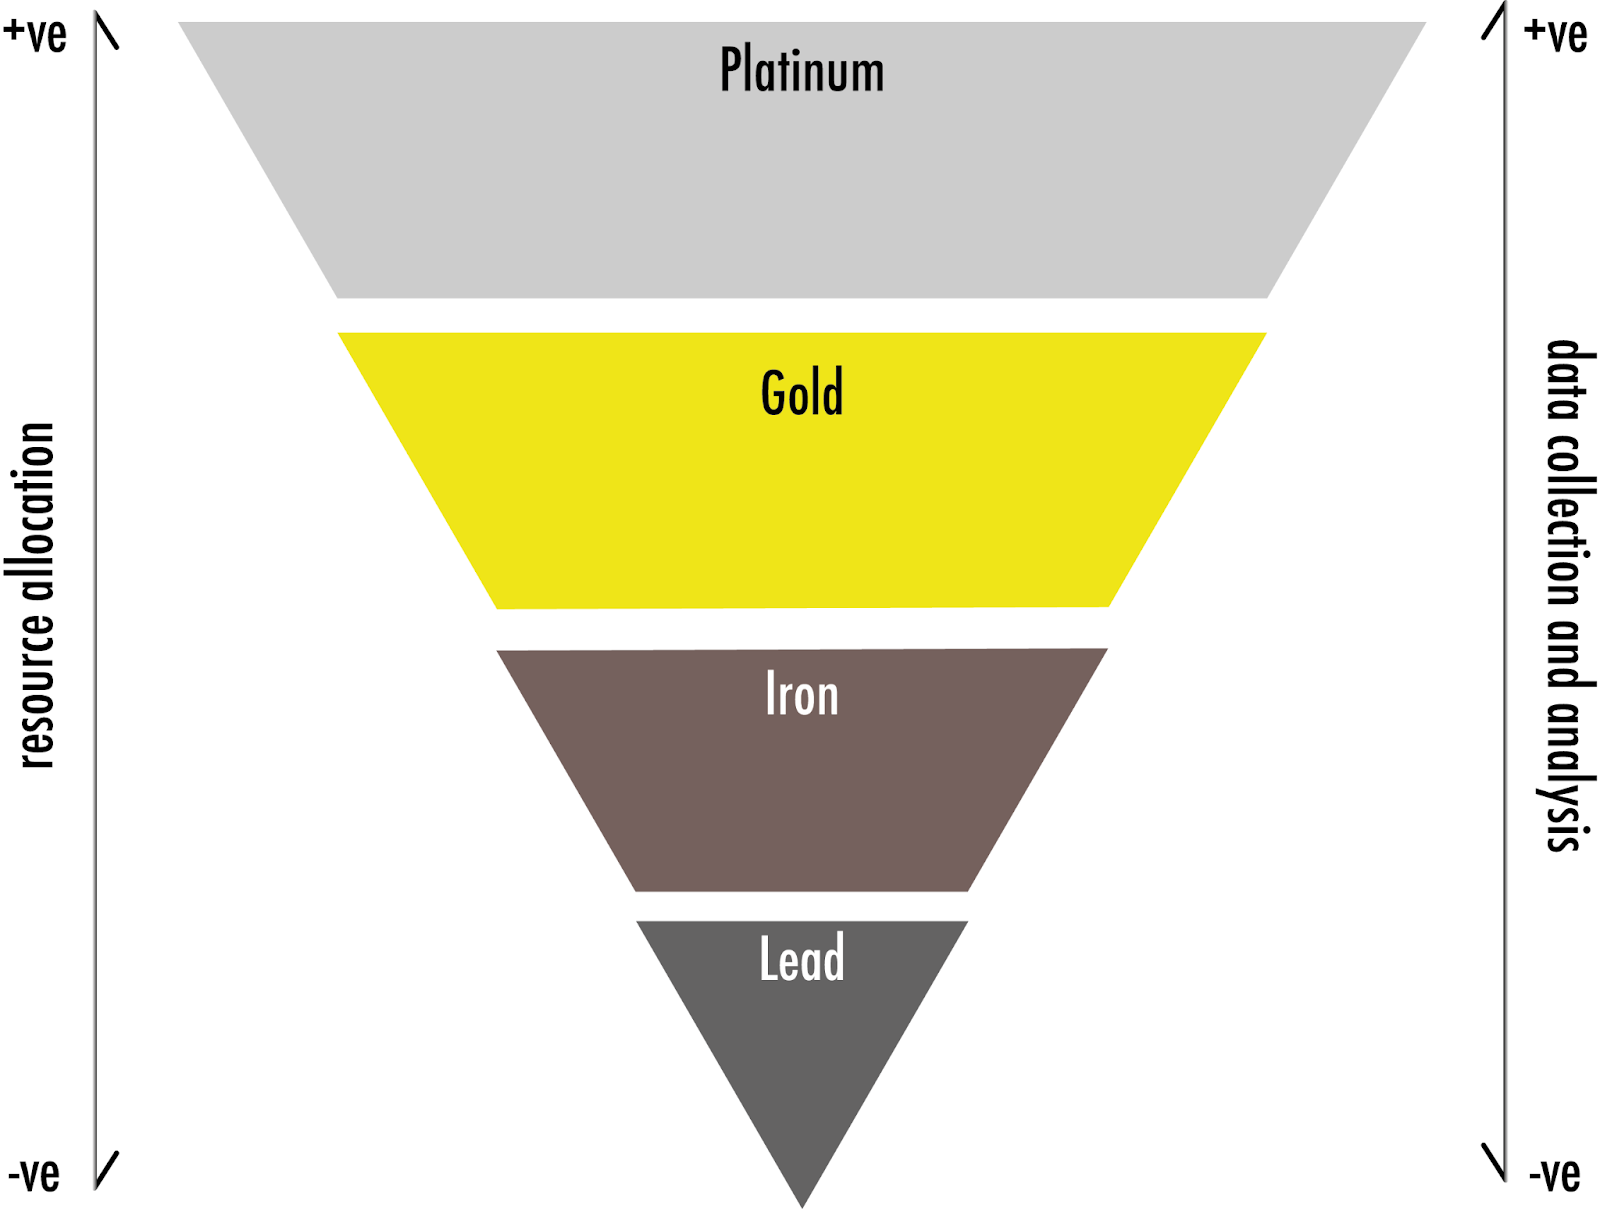 +ve
+ve
Platinum
Gold
resource allocation
data collection and analysis
Iron
Lead
-ve
-ve